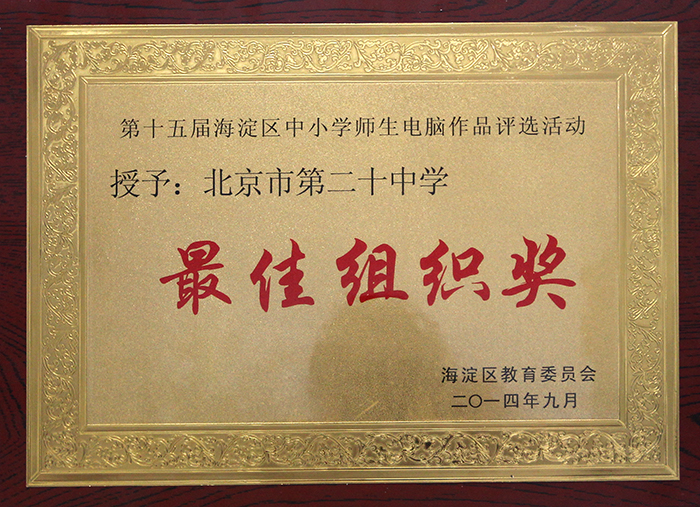 第十五届海淀区中小学师生电脑作品评选活动
授予：北京市第二十中学
最佳组织奖
海淀区教育委员会
二〇一四年九月